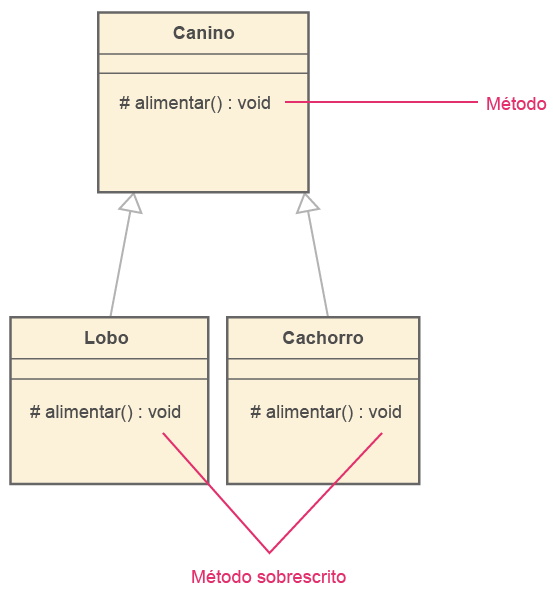 Canino
# alimentar() : void
Método
Lobo
# alimentar() : void
Cachorro
# alimentar() : void
Método sobrescrito